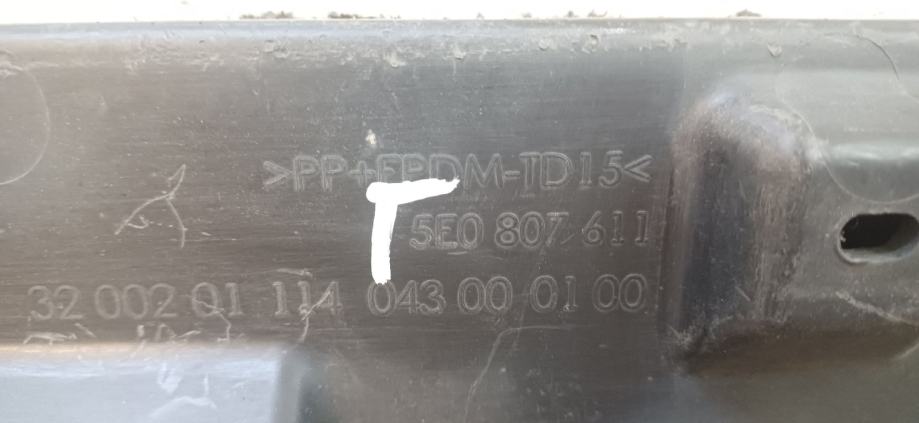 >PP+EPDM-TD15<
Г
5E0 807 611
32 002 01 114 043 00 01 00